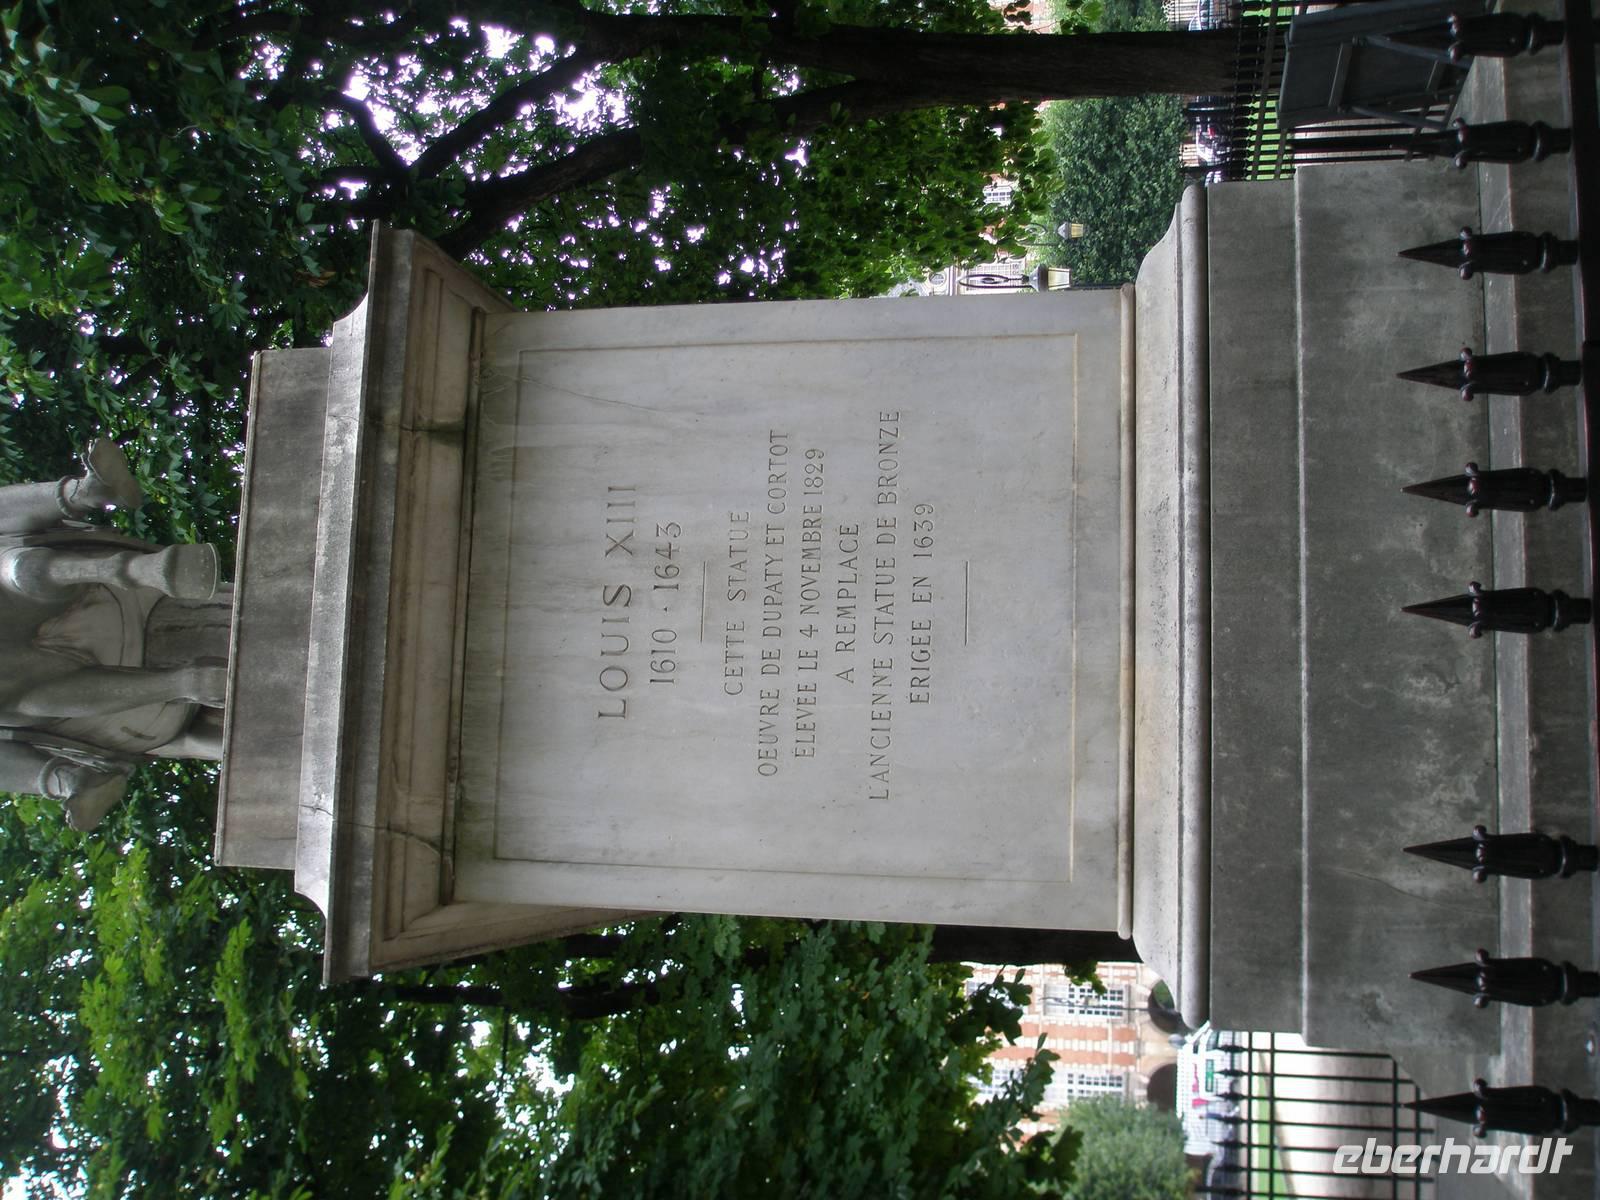 LOUIS XIII
1610 · 1643
CETTE STATUE
OEUVRE DE DUPATY ET CORTOT
ÉLEVÉE LE 4 NOVEMBRE 1829
A REMPLACÉ
L'ANCIENNE STATUE DE BRONZE
ÉRIGÉE EN 1639
eberhardt